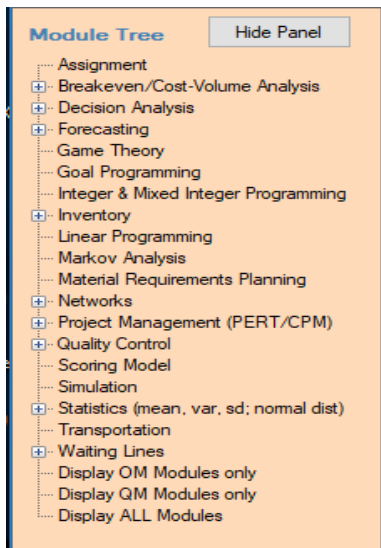 Module Tree
Hide Panel
Assignment
Breakeven/Cost-Volume Analysis
Decision Analysis
Forecasting
Game Theory
Goal Programming
Integer & Mixed Integer Programming
Inventory
Linear Programming
Markov Analysis
Material Requirements Planning
Networks
Project Management (PERT/CPM)
Quality Control
Scoring Model
Simulation
Statistics (mean, var, sd; normal dist)
Transportation
Waiting Lines
Display OM Modules only
Display QM Modules only
Display ALL Modules